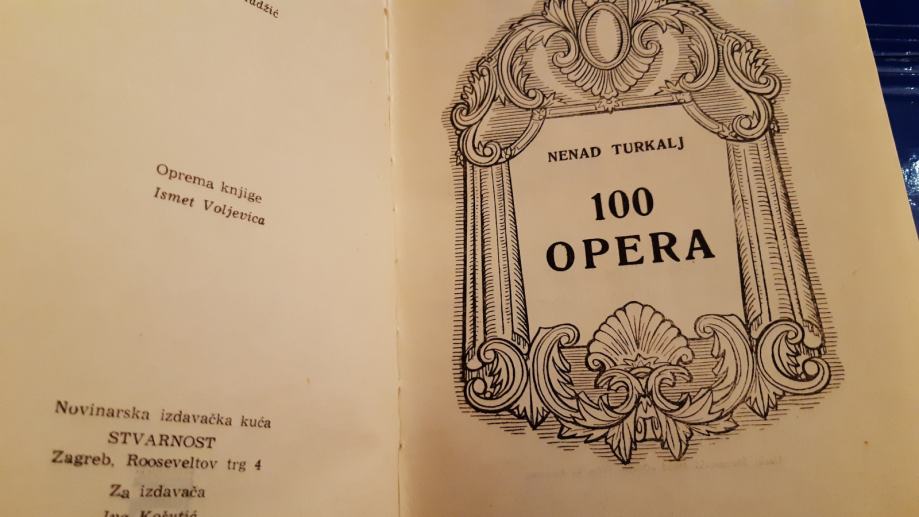 Oprema knjige
Ismet Voljevica
Novinarska izdavačka kuća
STVARNOST
Zagreb, Rooseveltov trg 4
Za izdavača
NENAD TURKALJ
100
OPERA